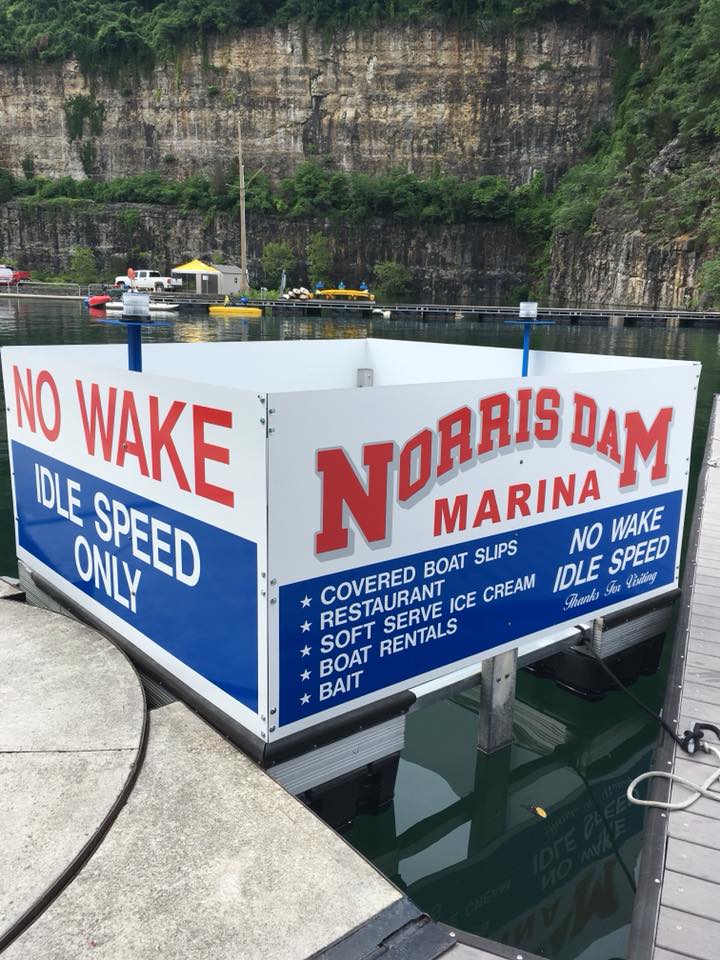 NO WAKE
IDLE SPEED
ONLY
NORRIS DAM
MARINA
★ COVERED BOAT SLIPS
★ RESTAURANT
★ SOFT SERVE ICE CREAM
★ BOAT RENTALS
★ BAIT
NO WAKE
IDLE SPEED
Thanks For Visiting